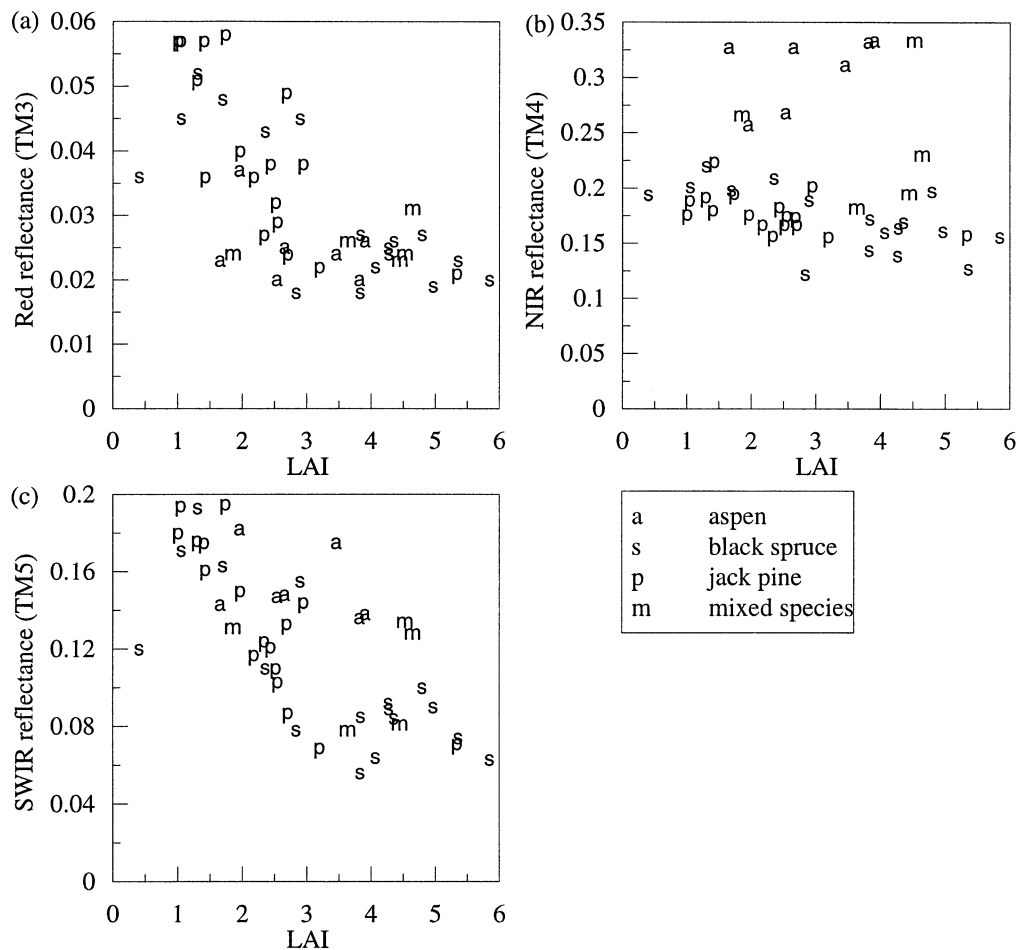 (a)
0.06
0.05
0.04
0.03
0.02
0.01
0
Red reflectance (TM3)
0 1 2 3 4 5 6
LAI
(b)
0.35
0.3
0.25
0.2
0.15
0.1
0.05
0
NIR reflectance (TM4)
0 1 2 3 4 5 6
LAI
(c)
0.2
0.16
0.12
0.08
0.04
0
SWIR reflectance (TM5)
0 1 2 3 4 5 6
LAI
a aspen
s black spruce
p jack pine
m mixed species